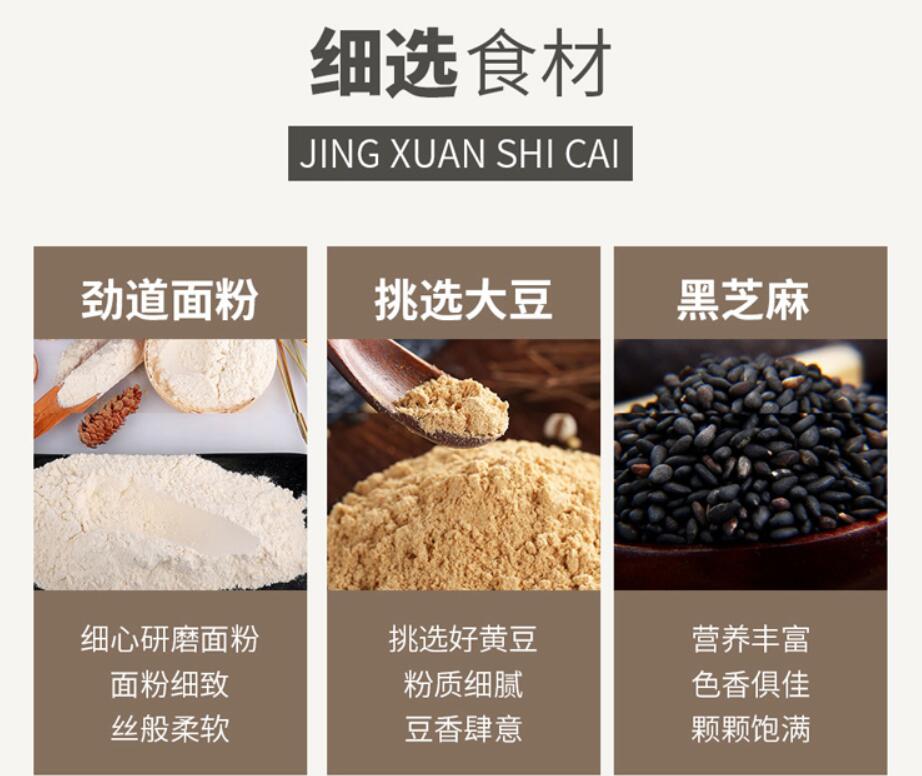 细选食材
JING XUAN SHI CAI
劲道面粉
细心研磨面粉
面粉细致
丝般柔软
挑选大豆
挑选好黄豆
粉质细腻
豆香肆意
黑芝麻
营养丰富
色香俱佳
颗颗饱满